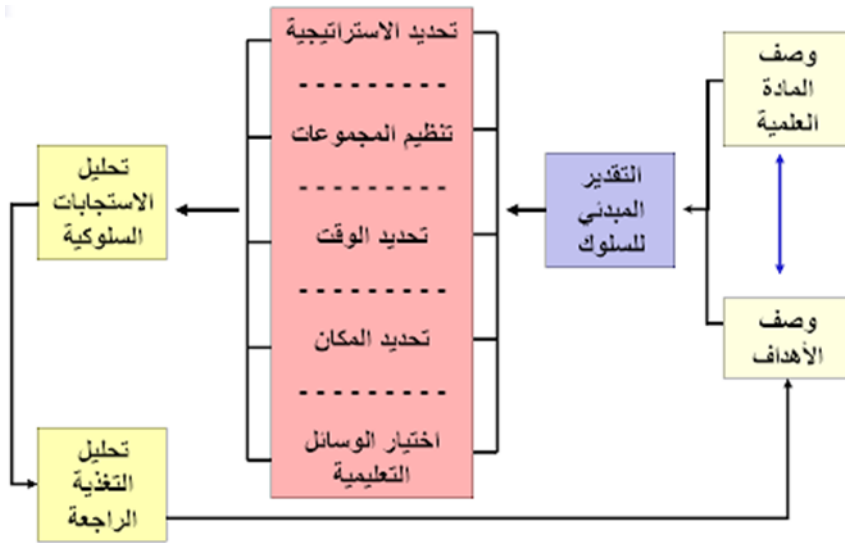 وصف
المادة
العلمية
وصف
الأهداف
التقدير
المبدئي
للسلوك
تحديد الاستراتيجية
تنظيم المجموعات
تحديد الوقت
تحديد المكان
اختيار الوسائل
التعليمية
تحليل
الاستجابات
السلوكية
تحليل
التغذية
الراجعة